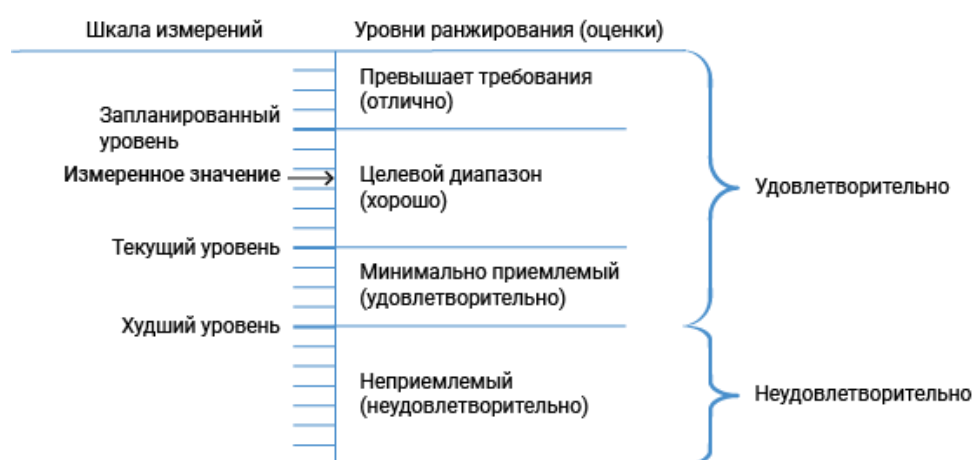 Шкала измерений
Уровни ранжирования (оценки)
Превышает требования
(отлично)
Запланированный
уровень
Измеренное значение
Целевой диапазон
(хорошо)
Удовлетворительно
Текущий уровень
Минимально приемлемый
(удовлетворительно)
Худший уровень
Неприемлемый
(неудовлетворительно)
Неудовлетворительно